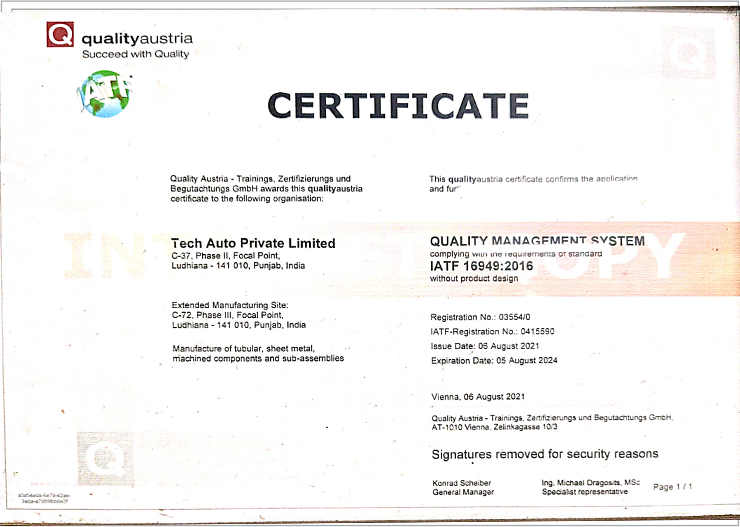 qualityaustria
Succeed with Quality
IATF
CERTIFICATE
Quality Austria - Trainings, Zertifizierungs und
Begutachtungs GmbH awards this qualityaustria
certificate to the following organisation:
This qualityaustria certificate confirms the application
and
Tech Auto Private Limited
C-37, Phase II, Focal Point,
Ludhiana - 141 010, Punjab, India
QUALITY MANAGEMENT SYSTEM
complying with the requirements of standard
IATF 16949:2016
without product design
COPY
Extended Manufacturing Site:
C-72, Phase III, Focal Point,
Ludhiana - 141 010, Punjab, India
Manufacture of tubular, sheet metal,
machined components and sub-assemblies
Registration No.: 03554/0
IATF-Registration No.: 0415590
Issue Date: 06 August 2021
Expiration Date: 05 August 2024
Vienna, 06 August 2021
Quality Austria - Trainings, Zertifizierungs und Begutachtungs GmbH,
AT-1010 Vienna, Zelinkagasse 10/3
Signatures removed for security reasons
Konrad Scheiber
General Manager
Ing. Michael Dragosits, MSc
Specialist representative
Page 1 / 1